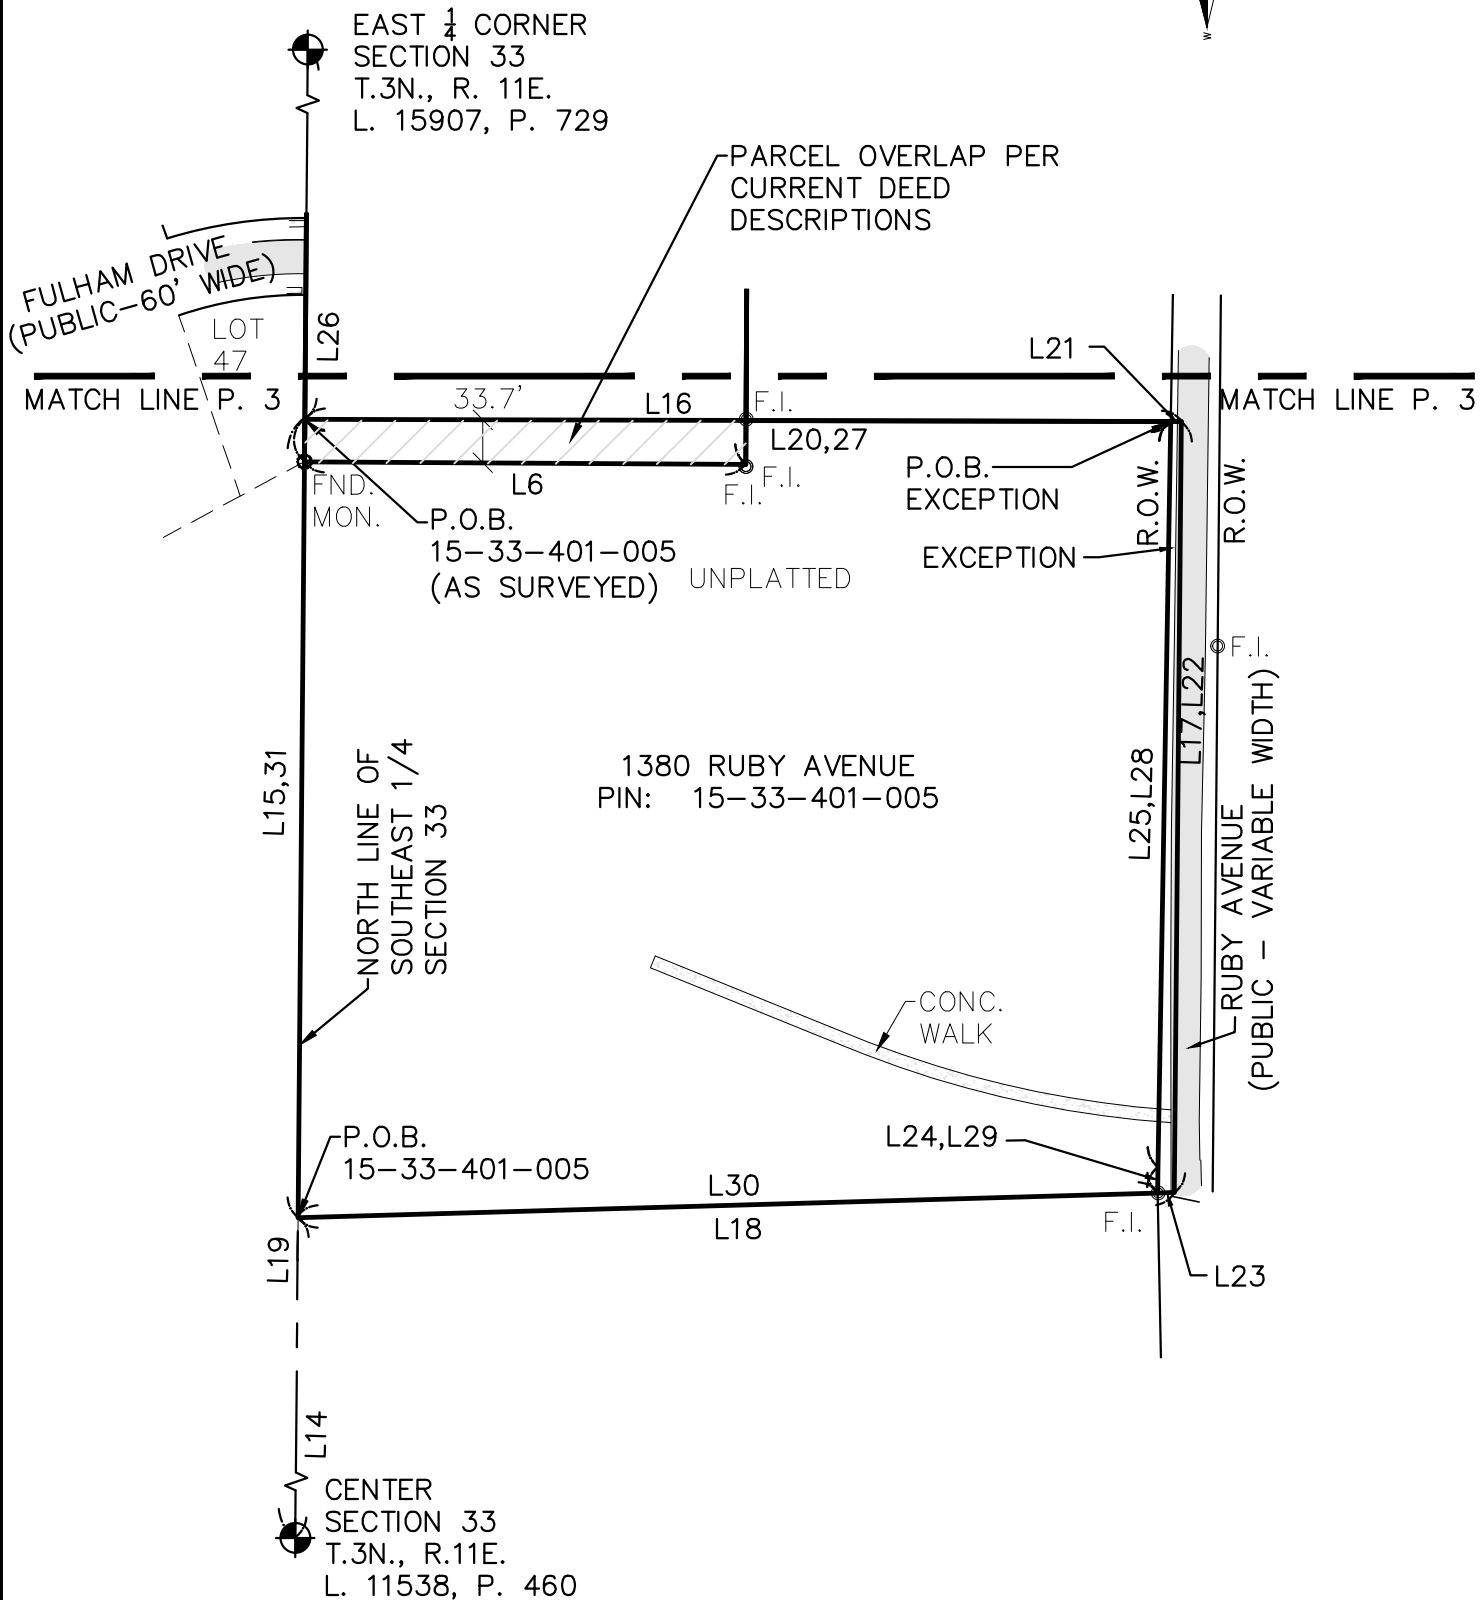 EAST 1/4 CORNER
SECTION 33
T.3N., R. 11E.
L. 15907, P. 729
W
PARCEL OVERLAP PER
CURRENT DEED
DESCRIPTIONS
FULHAM DRIVE
(PUBLIC-60' WIDE)
LOT
47
L26
L21
MATCH LINE P. 3
MATCH LINE P. 3
33.7'
L16
F.I.
L20,27
L6
F.I.
F.I.
FND.
MON.
P.O.B.
15-33-401-005
(AS SURVEYED)
UNPLATTED
P.O.B.
EXCEPTION
EXCEPTION
R.O.W.
R.O.W.
F.I.
L17,L22
L25,L28
1380 RUBY AVENUE
PIN: 15-33-401-005
L15,31
NORTH LINE OF
SOUTHEAST 1/4
SECTION 33
RUBY AVENUE
(PUBLIC - VARIABLE WIDTH)
CONC.
WALK
P.O.B.
15-33-401-005
L24,L29
L30
L18
F.I.
L23
L19
L14
CENTER
SECTION 33
T.3N., R.11E.
L. 11538, P. 460